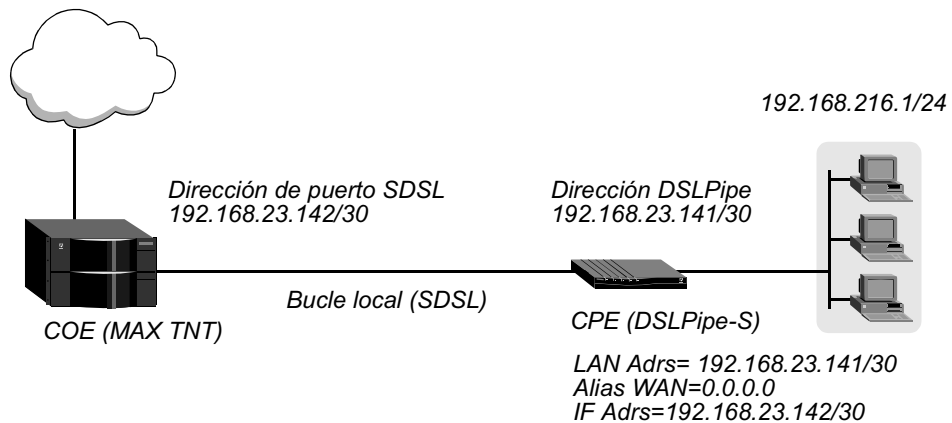 192.168.216.1/24
Dirección de puerto SDSL
192.168.23.142/30
Dirección DSLPipe
192.168.23.141/30
Bucle local (SDSL)
COE (MAX TNT)
CPE (DSLPipe-S)
LAN Adrs= 192.168.23.141/30
Alias WAN=0.0.0.0
IF Adrs=192.168.23.142/30